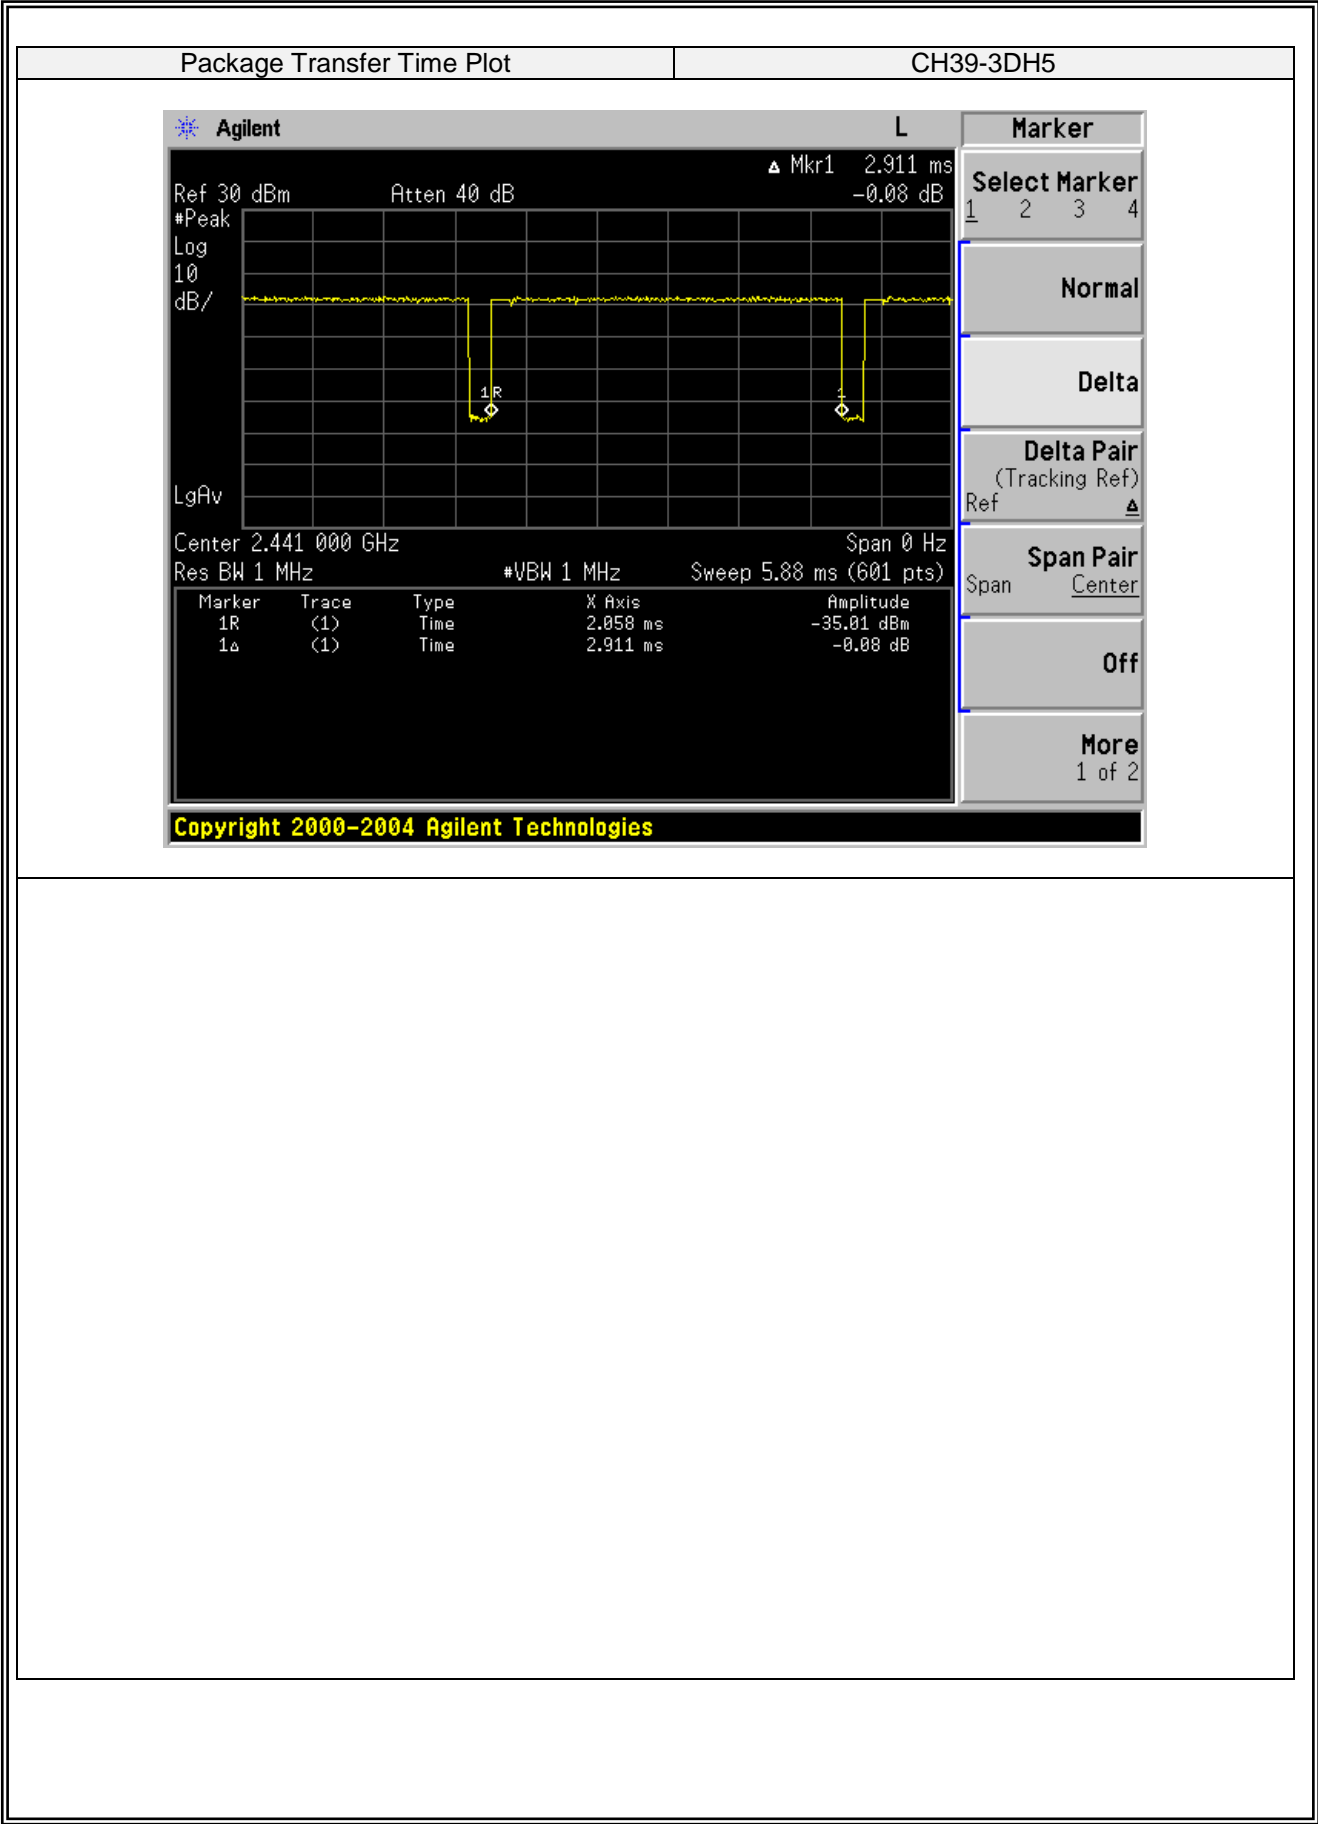 Package Transfer Time Plot CH39-3DH5
Agilent L Marker
Δ Mkr1 2.911 ms
Ref 30 dBm Atten 40 dB -0.08 dB
#Peak
Log
10
dB/
1R 1
LgAv
Center 2.441 000 GHz Span 0 Hz
Res BW 1 MHz #VBW 1 MHz Sweep 5.88 ms (601 pts)
Marker Trace Type X Axis Amplitude
1R (1) Time 2.058 ms -35.01 dBm
1Δ (1) Time 2.911 ms -0.08 dB
Select Marker
1 2 3 4
Normal
Delta
Delta Pair
(Tracking Ref)
Ref Δ
Span Pair
Span Center
Off
More
1 of 2
Copyright 2000-2004 Agilent Technologies